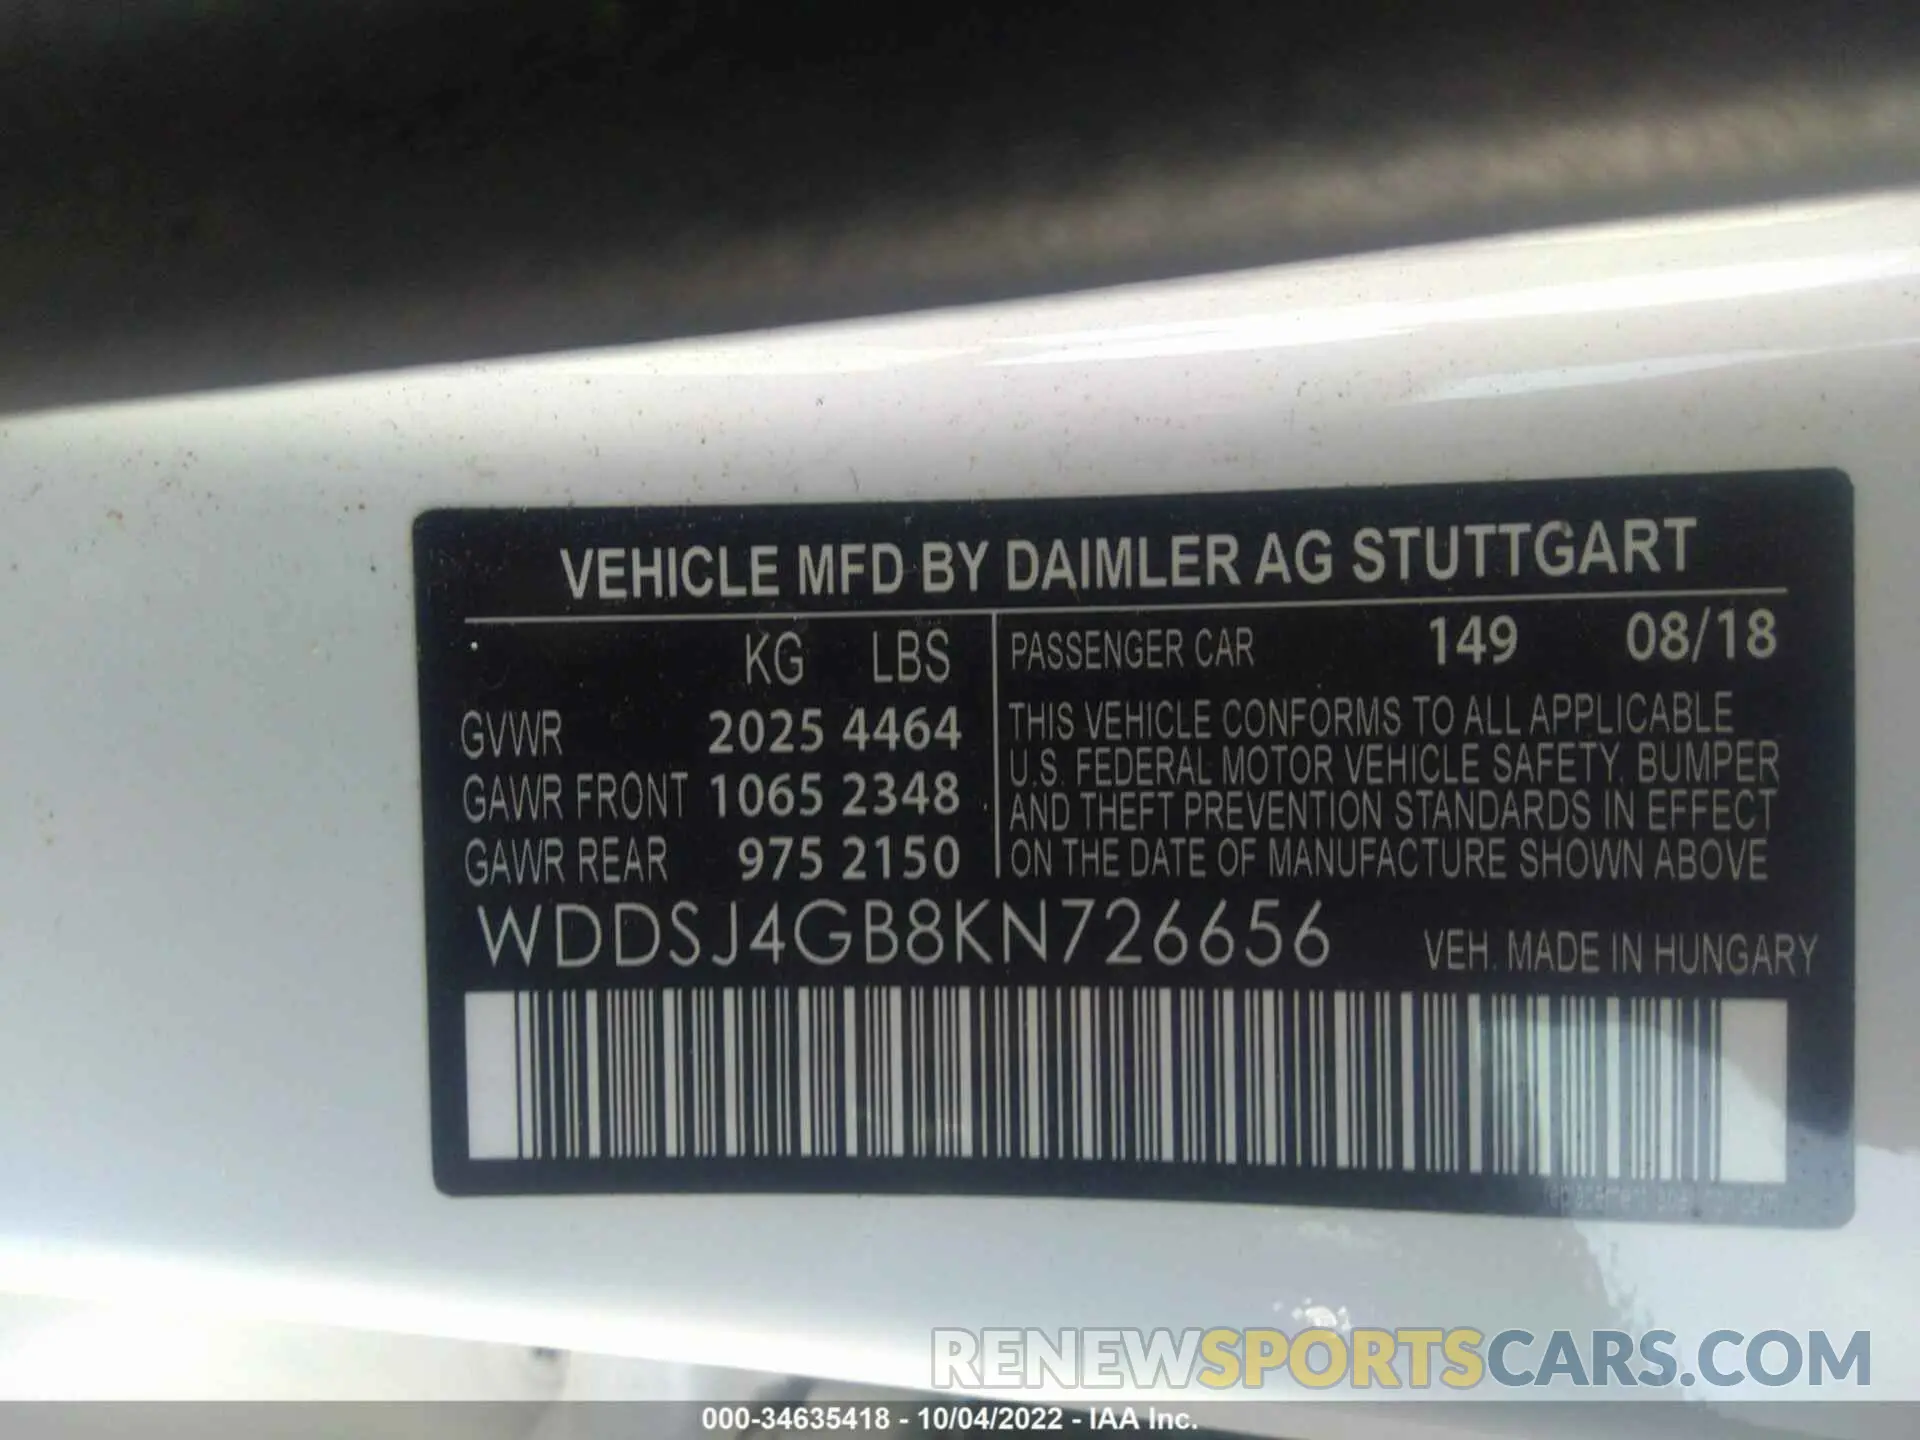 VEHICLE MFD BY DAIMLER AG STUTTGART
KG LBS
GVWR 2025 4464
GAWR FRONT 1065 2348
GAWR REAR 975 2150
PASSENGER CAR 149 08/18
THIS VEHICLE CONFORMS TO ALL APPLICABLE
U.S. FEDERAL MOTOR VEHICLE SAFETY, BUMPER
AND THEFT PREVENTION STANDARDS IN EFFECT
ON THE DATE OF MANUFACTURE SHOWN ABOVE
WDDSJ4GB8KN726656
VEH. MADE IN HUNGARY
RENEWSPORTSCARS.COM
000-34635418 - 10/04/2022 - IAA Inc.